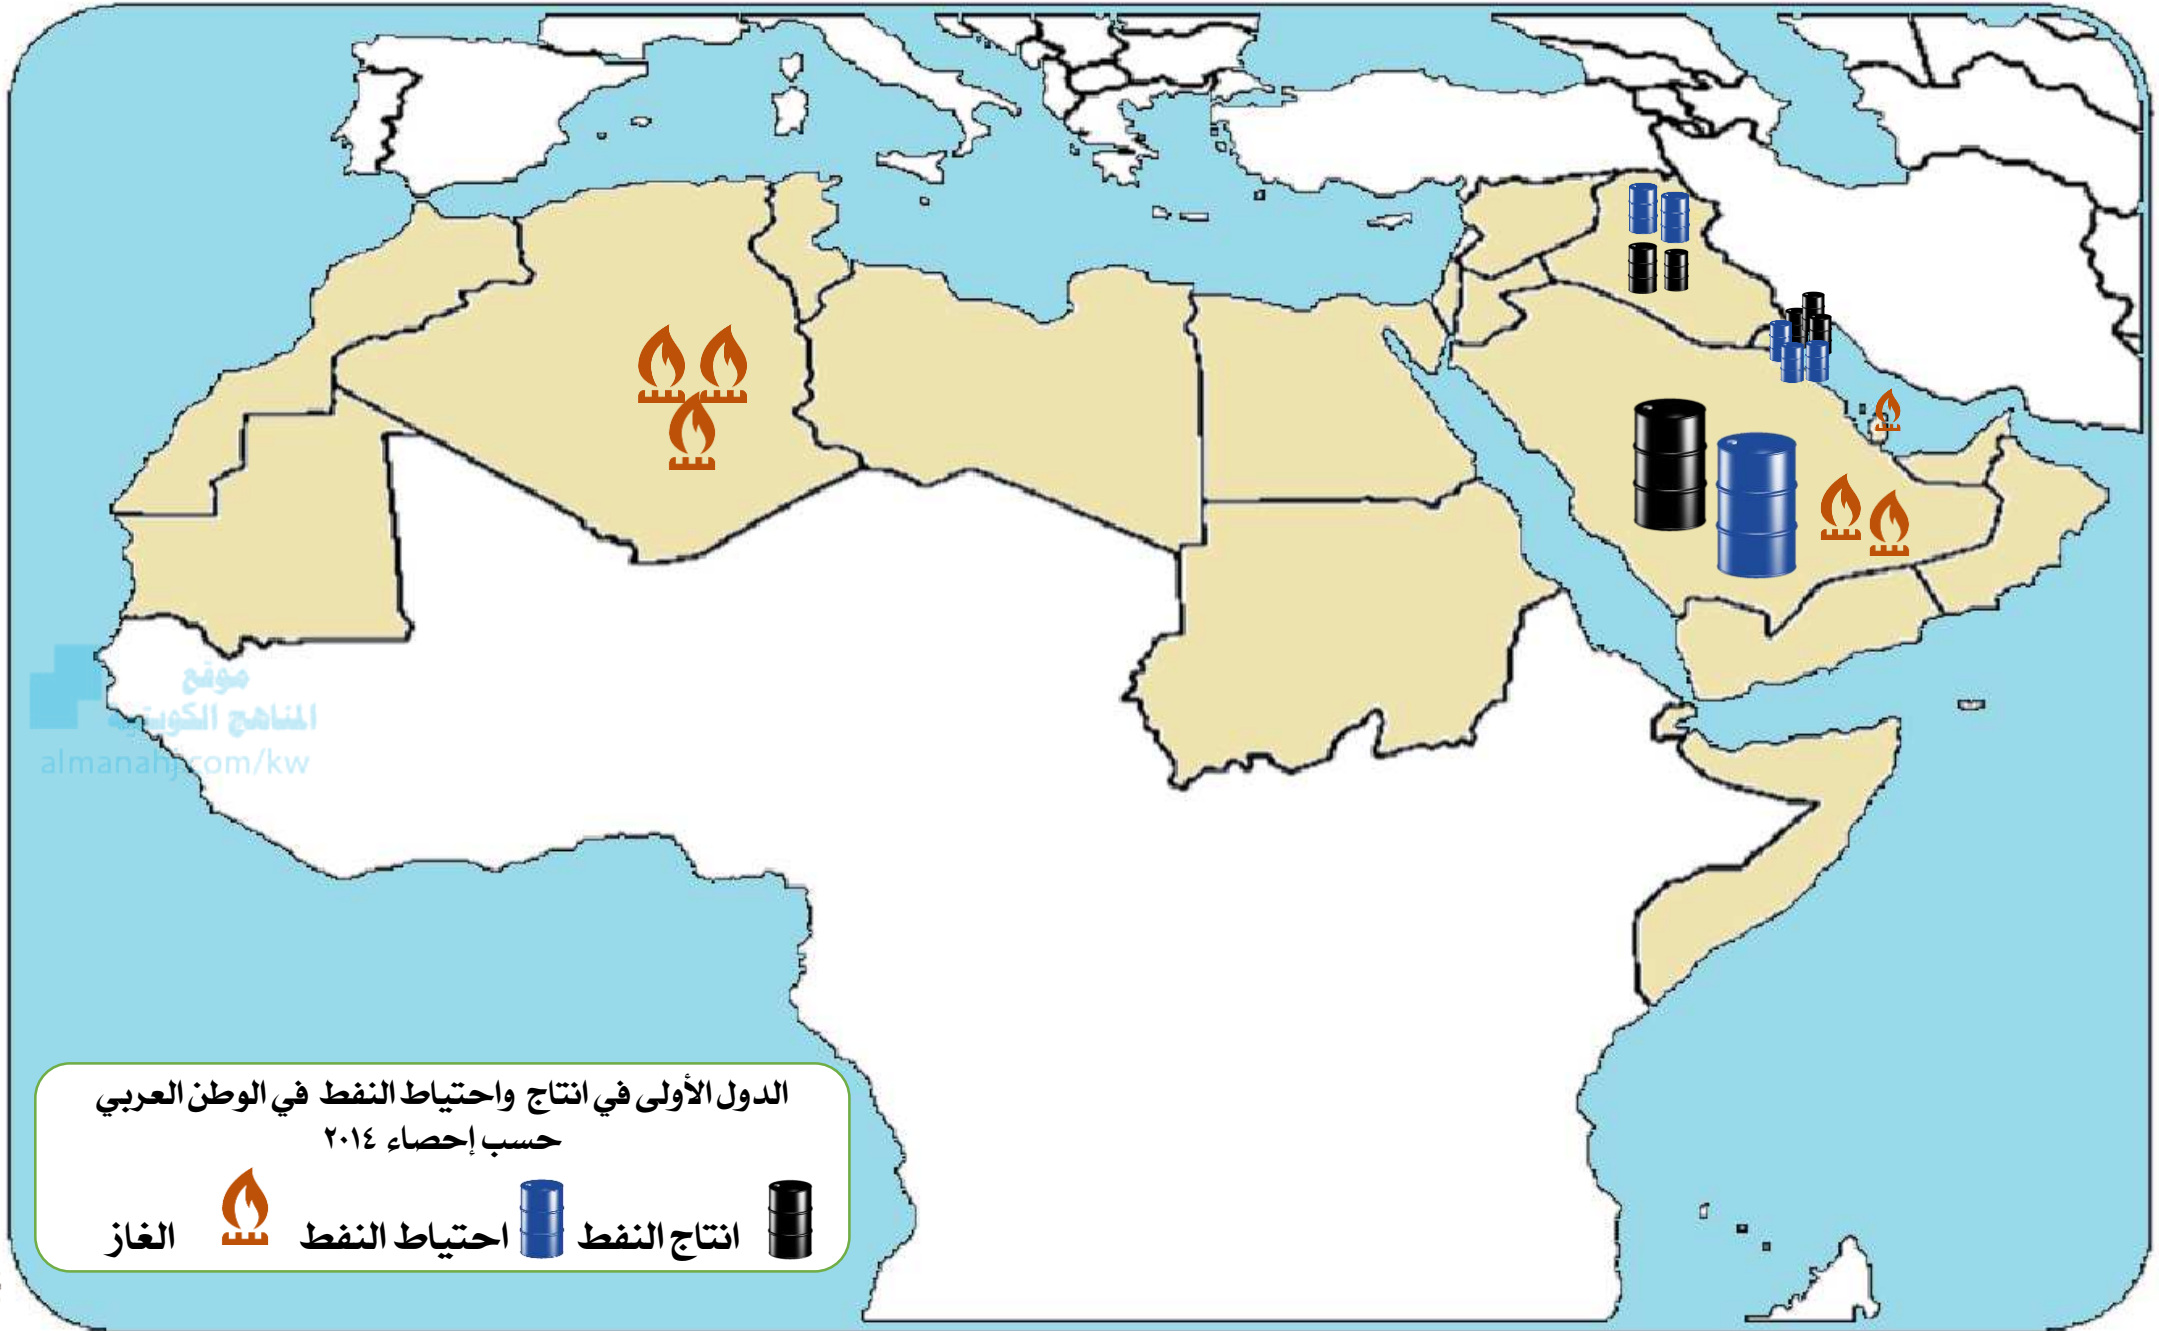 موقع
المناهج الكويتية
almanahj.com/kw
الدول الأولى في انتاج واحتياط النفط في الوطن العربي
حسب إحصاء ٢٠١٤
انتاج النفط احتياط النفط الغاز